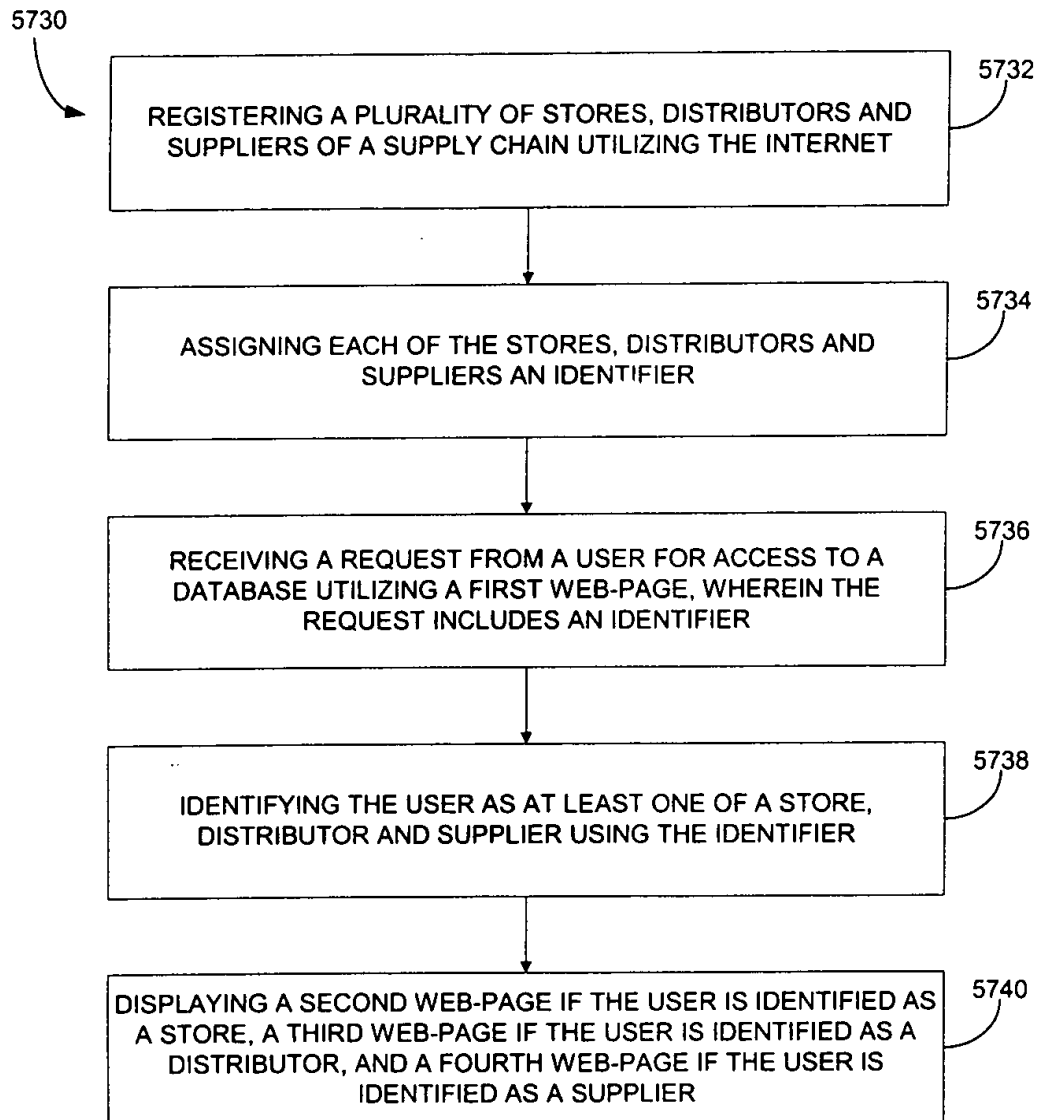 5730
5732
REGISTERING A PLURALITY OF STORES, DISTRIBUTORS AND
SUPPLIERS OF A SUPPLY CHAIN UTILIZING THE INTERNET
5734
ASSIGNING EACH OF THE STORES, DISTRIBUTORS AND
SUPPLIERS AN IDENTIFIER
5736
RECEIVING A REQUEST FROM A USER FOR ACCESS TO A
DATABASE UTILIZING A FIRST WEB-PAGE, WHEREIN THE
REQUEST INCLUDES AN IDENTIFIER
5738
IDENTIFYING THE USER AS AT LEAST ONE OF A STORE,
DISTRIBUTOR AND SUPPLIER USING THE IDENTIFIER
5740
DISPLAYING A SECOND WEB-PAGE IF THE USER IS IDENTIFIED AS
A STORE, A THIRD WEB-PAGE IF THE USER IS IDENTIFIED AS A
DISTRIBUTOR, AND A FOURTH WEB-PAGE IF THE USER IS
IDENTIFIED AS A SUPPLIER